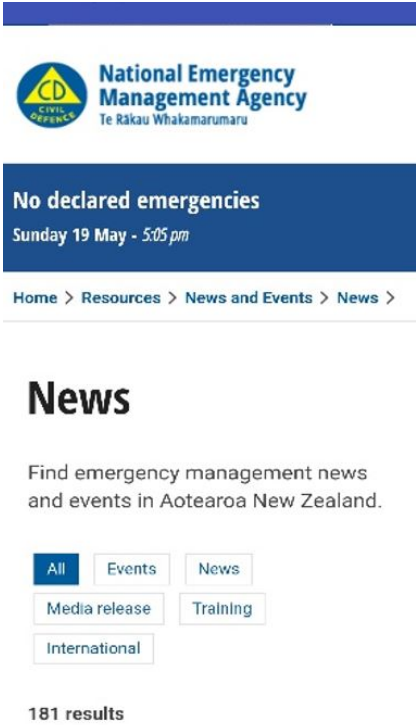 CD
CIVIL
DEFENCE
National Emergency
Management Agency
Te Rākau Whakamarumaru
No declared emergencies
Sunday 19 May - 5:05 pm
Home > Resources > News and Events > News >
News
Find emergency management news
and events in Aotearoa New Zealand.
All Events News
Media release Training
International
181 results